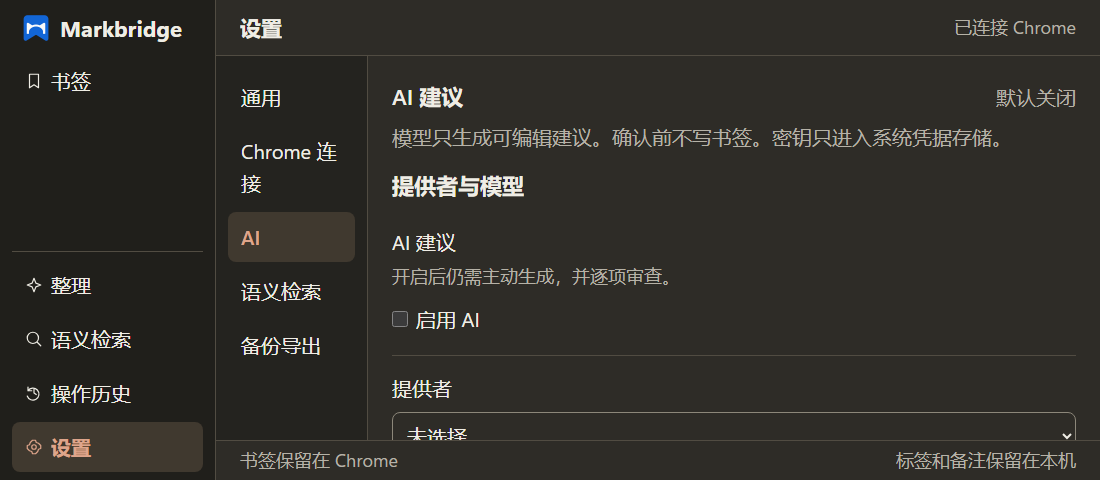 Markbridge
书签
整理
语义检索
操作历史
设置
设置
已连接 Chrome
通用
Chrome 连
接
AI
语义检索
备份导出
AI 建议
默认关闭
模型只生成可编辑建议。确认前不写书签。密钥只进入系统凭据存储。
提供者与模型
AI 建议
开启后仍需主动生成，并逐项审查。
启用 AI
提供者
未选择
书签保留在 Chrome
标签和备注保留在本机